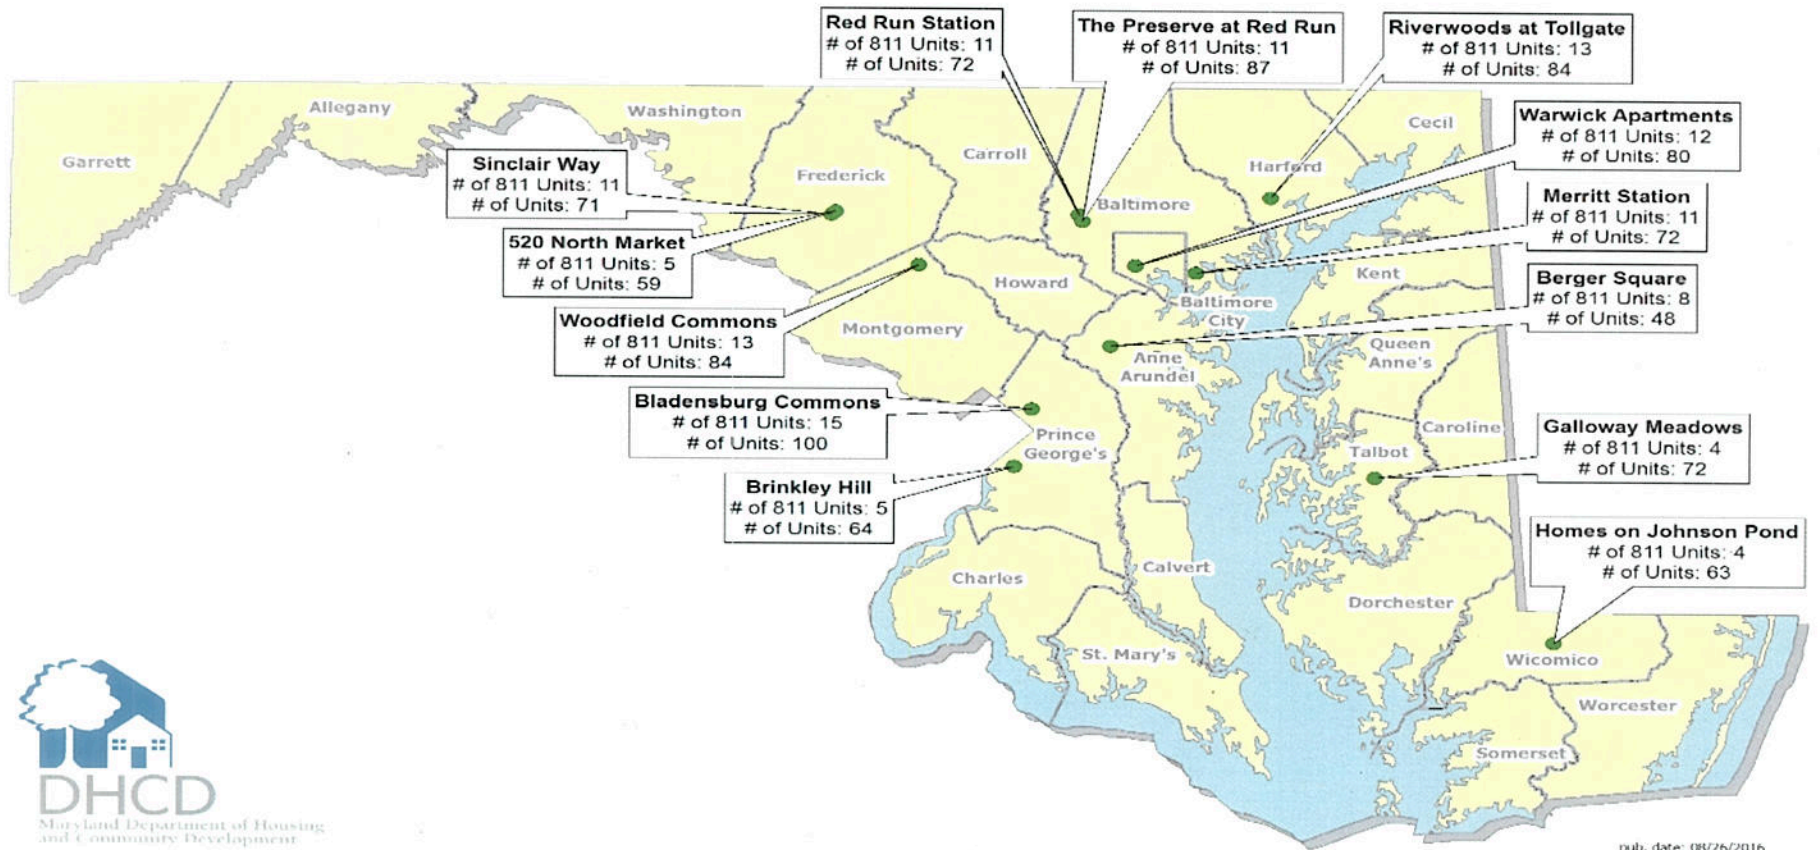 Red Run Station
# of 811 Units: 11
# of Units: 72
The Preserve at Red Run
# of 811 Units: 11
# of Units: 87
Riverwoods at Tollgate
# of 811 Units: 13
# of Units: 84
Warwick Apartments
# of 811 Units: 12
# of Units: 80
Merritt Station
# of 811 Units: 11
# of Units: 72
Berger Square
# of 811 Units: 8
# of Units: 48
Galloway Meadows
# of 811 Units: 4
# of Units: 72
Homes on Johnson Pond
# of 811 Units: 4
# of Units: 63
Sinclair Way
# of 811 Units: 11
# of Units: 71
520 North Market
# of 811 Units: 5
# of Units: 59
Woodfield Commons
# of 811 Units: 13
# of Units: 84
Bladensburg Commons
# of 811 Units: 15
# of Units: 100
Brinkley Hill
# of 811 Units: 5
# of Units: 64
Garrett
Allegany
Washington
Frederick
Carroll
Baltimore
Harford
Cecil
Montgomery
Howard
Baltimore
City
Kent
Anne
Arundel
Queen
Anne's
Prince
George's
Talbot
Caroline
Charles
Calvert
Dorchester
St. Mary's
Wicomico
Worcester
Somerset
DHCD
Maryland Department of Housing
and Community Development
pub. date: 08/26/2016